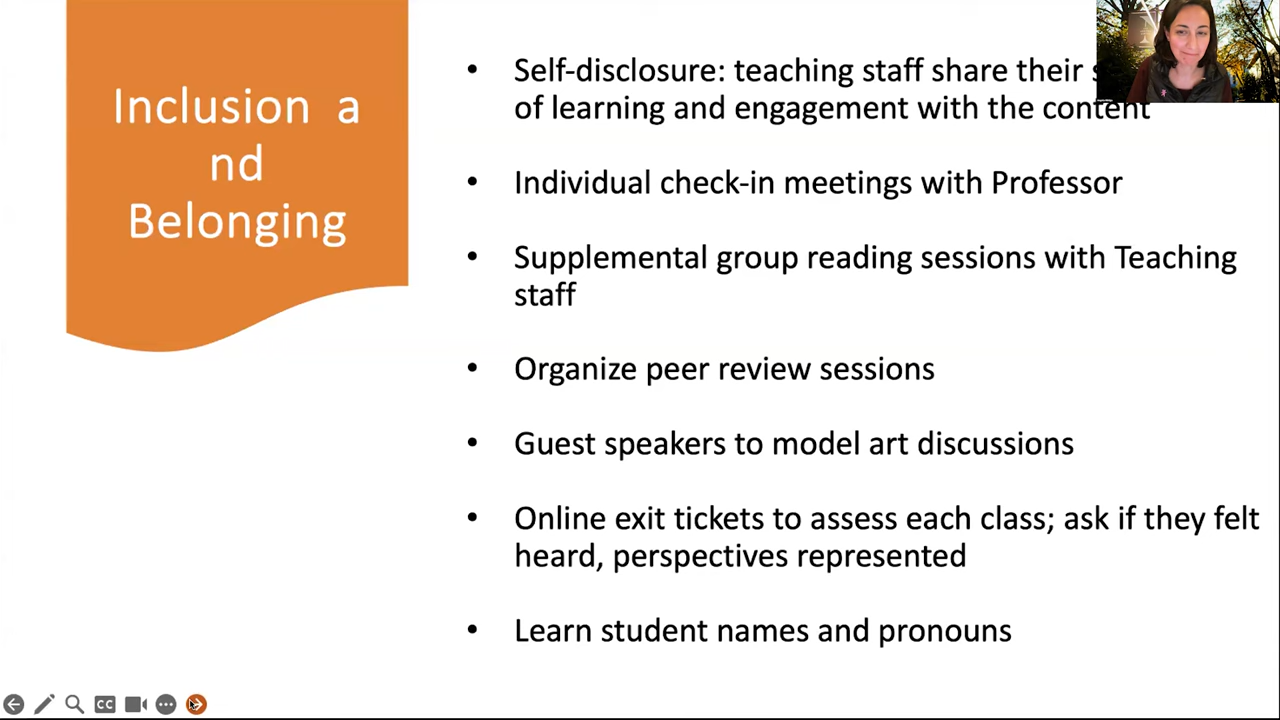 Inclusion a
nd
Belonging
• Self-disclosure: teaching staff share their
of learning and engagement with the content
• Individual check-in meetings with Professor
• Supplemental group reading sessions with Teaching
staff
• Organize peer review sessions
• Guest speakers to model art discussions
• Online exit tickets to assess each class; ask if they felt
heard, perspectives represented
• Learn student names and pronouns
CC